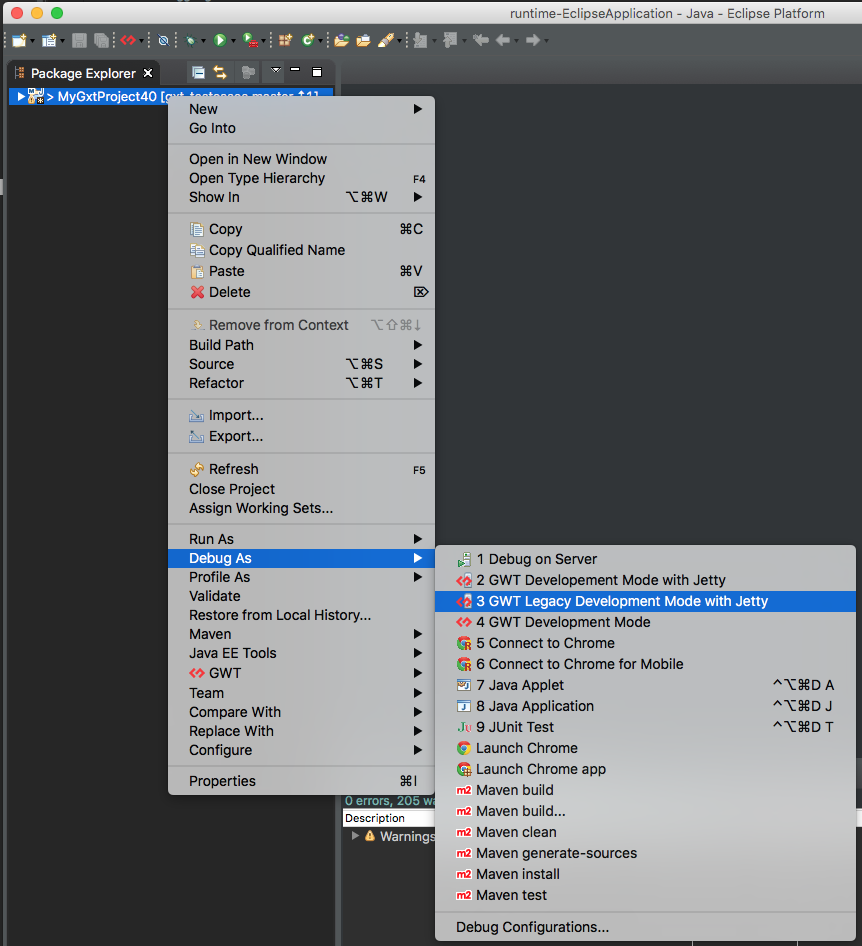 runtime-EclipseApplication - Java - Eclipse Platform
Package Explorer
> MyGxtProject40
New
Go Into
Open in New Window
Open Type Hierarchy F4
Show In ⌥⌘W
Copy ⌘C
Copy Qualified Name
Paste ⌘V
Delete ⌦
Remove from Context ⌥⇧⌘↓
Build Path
Source ⌥⌘S
Refactor ⌥⌘T
Import...
Export...
Refresh F5
Close Project
Assign Working Sets...
Run As
Debug As
Profile As
Validate
Restore from Local History...
Maven
Java EE Tools
GWT
Team
Compare With
Replace With
Configure
Properties ⌘I
1 Debug on Server
2 GWT Developement Mode with Jetty
3 GWT Legacy Development Mode with Jetty
4 GWT Development Mode
5 Connect to Chrome
6 Connect to Chrome for Mobile
7 Java Applet ^⌥⌘D A
8 Java Application ^⌥⌘D J
9 JUnit Test ^⌥⌘D T
Launch Chrome
Launch Chrome app
m2 Maven build
m2 Maven build...
m2 Maven clean
m2 Maven generate-sources
m2 Maven install
m2 Maven test
Debug Configurations...
0 errors, 205 wa
Description
Warnings